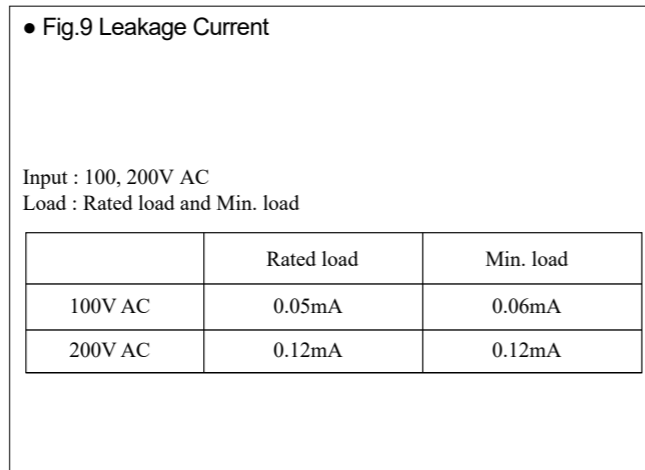 ● Fig.9 Leakage Current
Input : 100, 200V AC
Load : Rated load and Min. load
Rated load Min. load
100V AC 0.05mA 0.06mA
200V AC 0.12mA 0.12mA